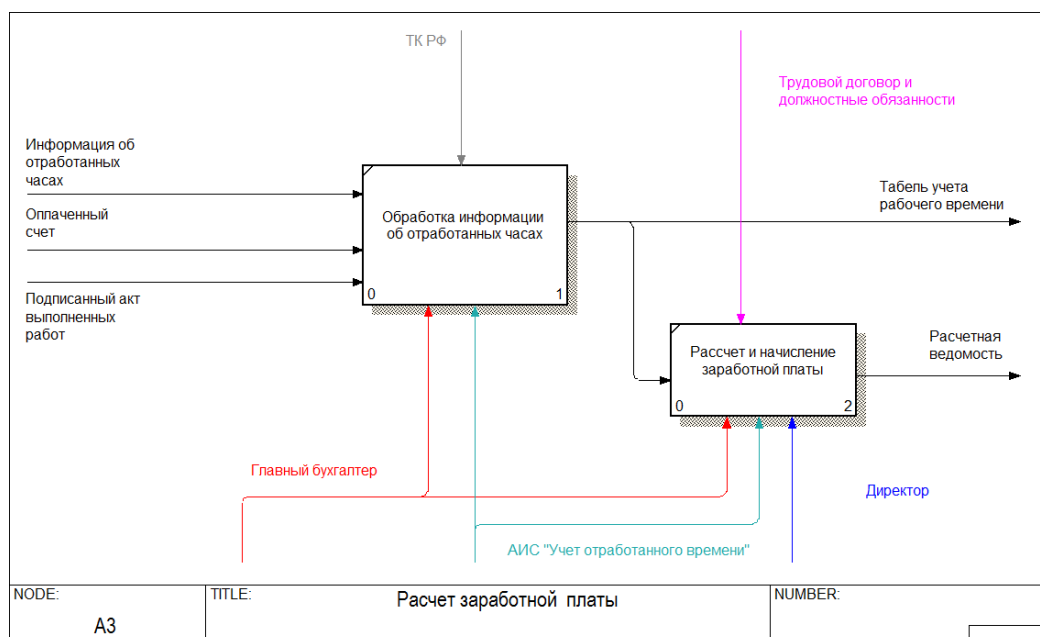 ТК РФ
Трудовой договор и
должностные обязанности
Информация об
отработанных
часах
Оплаченный
счет
Подписанный акт
выполненных
работ
Обработка информации
об отработанных часах
0
1
Табель учета
рабочего времени
Рассчет и начисление
заработной платы
0
2
Расчетная
ведомость
Главный бухгалтер
Директор
АИС "Учет отработанного времени"
NODE:
A3
TITLE:
Расчет заработной платы
NUMBER: